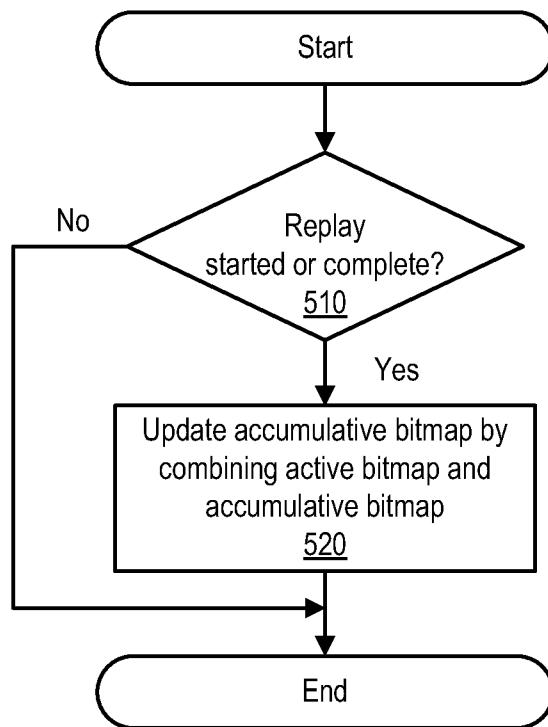 Start
No
Replay
started or complete?
510
Yes
Update accumulative bitmap by
combining active bitmap and
accumulative bitmap
520
End